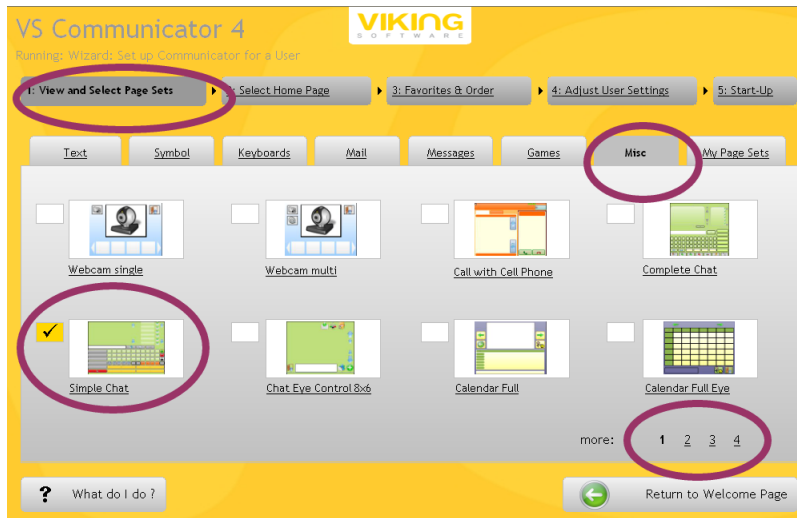 VS Communicator 4
VIKING
SOFTWARE
Running: Wizard: Set up Communicator for a User
1: View and Select Page Sets
2: Select Home Page
3: Favorites & Order
4: Adjust User Settings
5: Start-Up
Text
Symbol
Keyboards
Mail
Messages
Games
Misc
My Page Sets
Webcam single
Webcam multi
Call with Cell Phone
Complete Chat
Simple Chat
Chat Eye Control 8x6
Calendar Full
Calendar Full Eye
more: 1 2 3 4
? What do I do ?
Return to Welcome Page